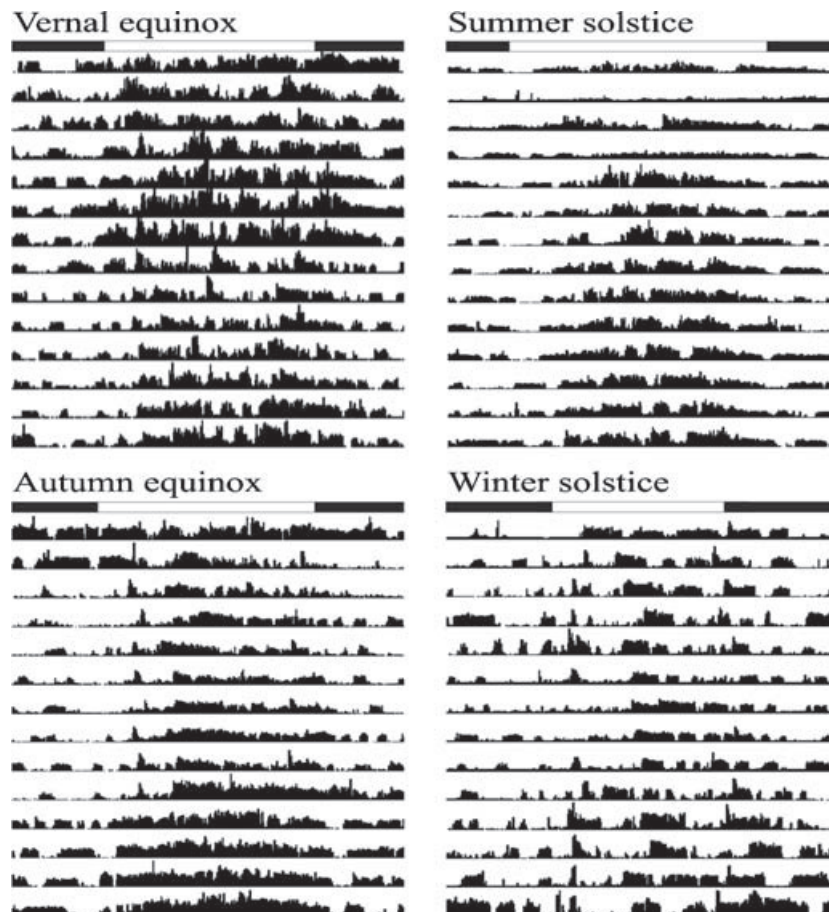 Vernal equinox
Summer solstice
Autumn equinox
Winter solstice